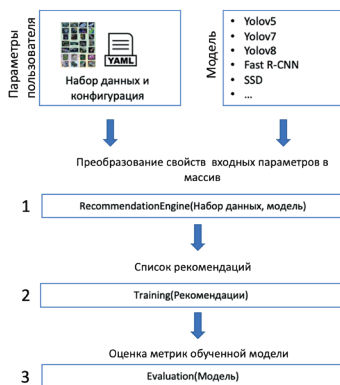 Параметры
пользователя
YAML
Набор данных и
конфигурация
Модель
• Yolov5
• Yolov7
• Yolov8
• Fast R-CNN
• SSD
• ...
Преобразование свойств входных параметров в
массив
1 RecommendationEngine(Набор данных, модель)
Список рекомендаций
2 Training(Рекомендации)
Оценка метрик обученной модели
3 Evaluation(Модель)